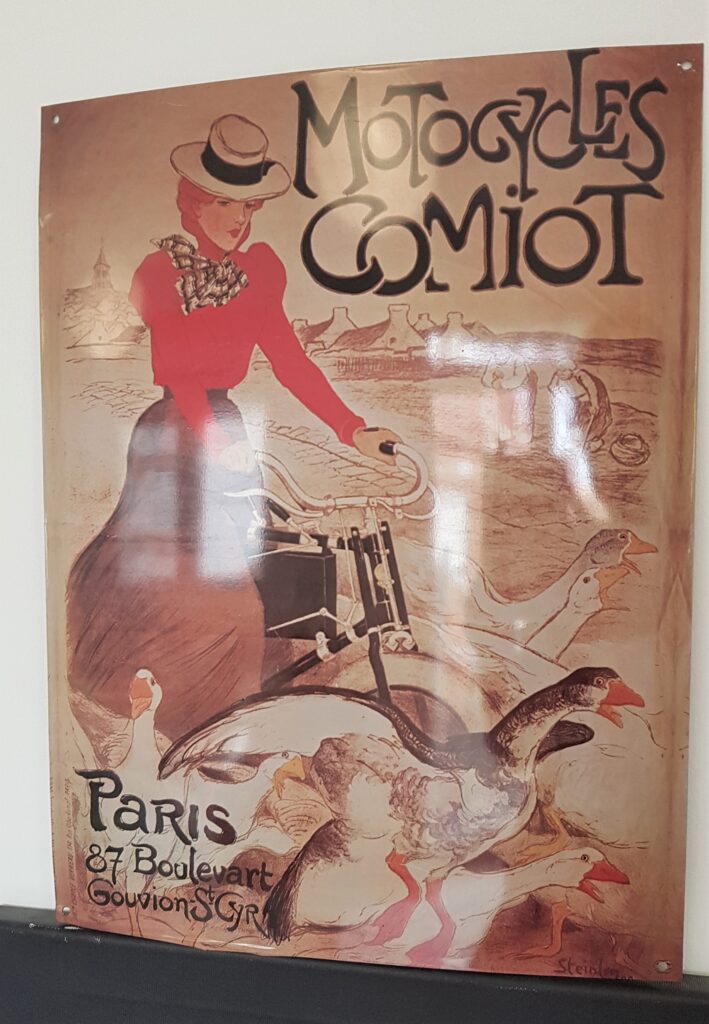 MOTOCYCLES
COMIOT
PARIS
87 Boulevart
Gouvion-St CYR